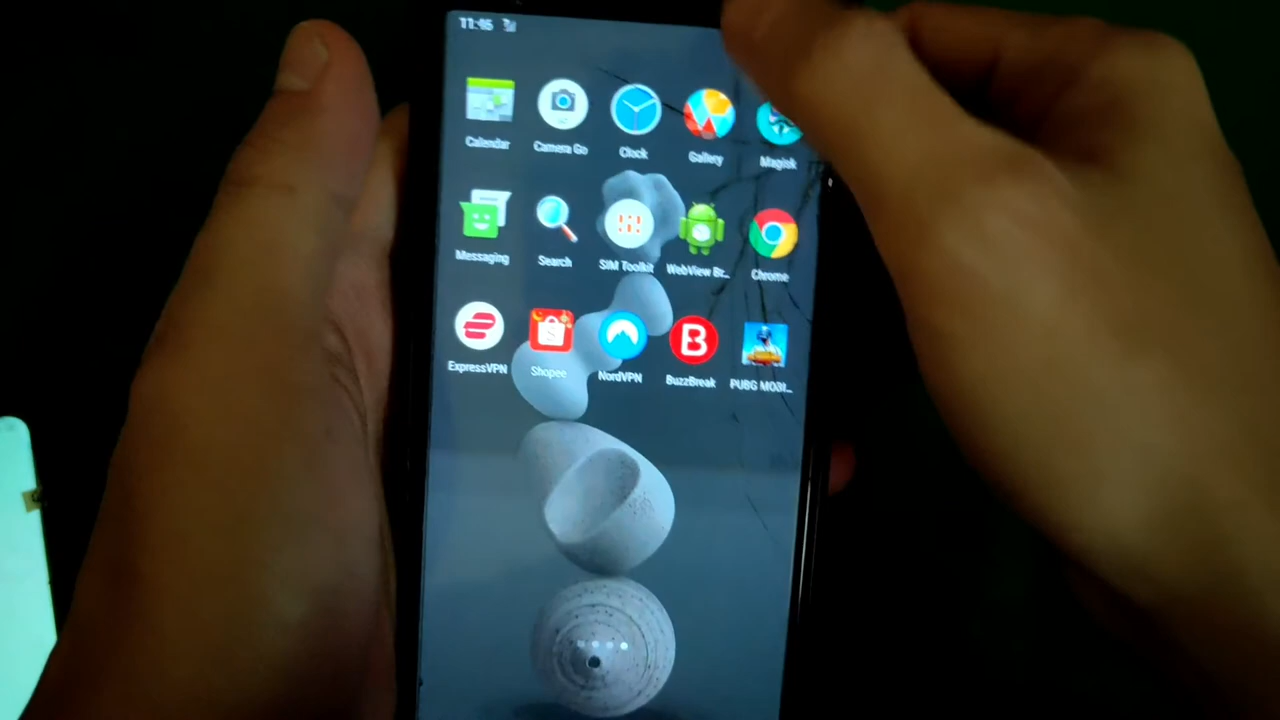 11:46
Calendar Camera Go Clock Gallery Magisk
Messaging Search SIM Toolkit WebView Br... Chrome
ExpressVPN Shopee NordVPN BuzzBreak PUBG MOBI...
B